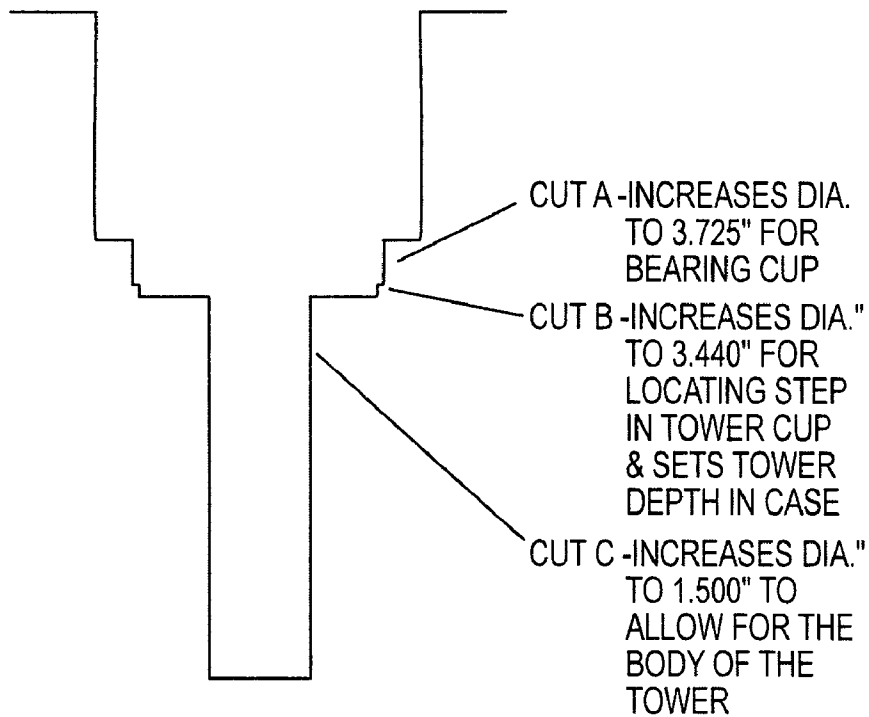 CUT A -INCREASES DIA.
TO 3.725" FOR
BEARING CUP
CUT B -INCREASES DIA."
TO 3.440" FOR
LOCATING STEP
IN TOWER CUP
& SETS TOWER
DEPTH IN CASE
CUT C -INCREASES DIA."
TO 1.500" TO
ALLOW FOR THE
BODY OF THE
TOWER